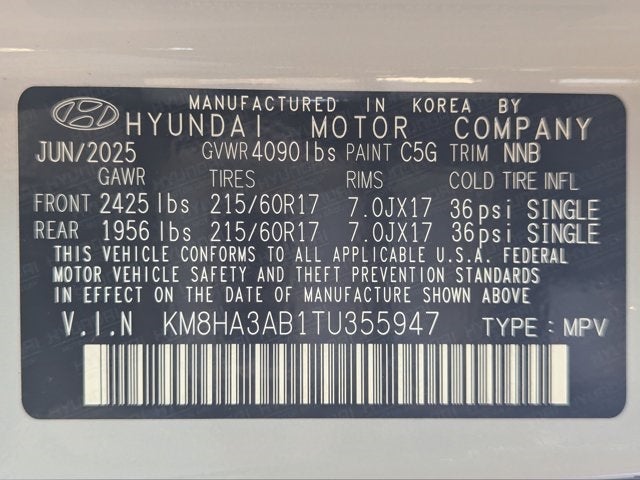 MANUFACTURED IN KOREA BY
HYUNDAI MOTOR COMPANY
JUN/2025 GVWR 4090 lbs PAINT C5G TRIM NNB
GAWR TIRES RIMS COLD TIRE INFL
FRONT 2425 lbs 215/60R17 7.0JX17 36 psi SINGLE
REAR 1956 lbs 215/60R17 7.0JX17 36 psi SINGLE
THIS VEHICLE CONFORMS TO ALL APPLICABLE U.S.A. FEDERAL
MOTOR VEHICLE SAFETY AND THEFT PREVENTION STANDARDS
IN EFFECT ON THE DATE OF MANUFACTURE SHOWN ABOVE.
V.I.N KM8HA3AB1TU355947 TYPE : MPV